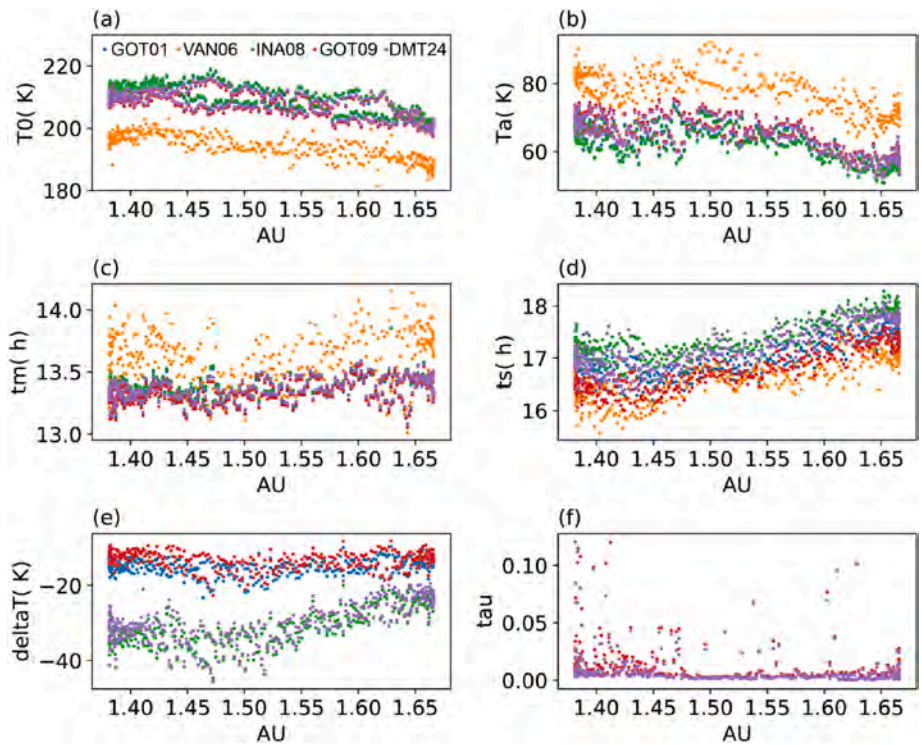 (a)
GOT01 VAN06 INA08 GOT09 DMT24
T0( K)
220
200
180
1.40 1.45 1.50 1.55 1.60 1.65
AU
(b)
Ta( K)
80
60
1.40 1.45 1.50 1.55 1.60 1.65
AU
(c)
tm( h)
14.0
13.5
13.0
1.40 1.45 1.50 1.55 1.60 1.65
AU
(d)
ts( h)
18
17
16
1.40 1.45 1.50 1.55 1.60 1.65
AU
(e)
deltaT( K)
−20
−40
1.40 1.45 1.50 1.55 1.60 1.65
AU
(f)
tau
0.10
0.05
0.00
1.40 1.45 1.50 1.55 1.60 1.65
AU